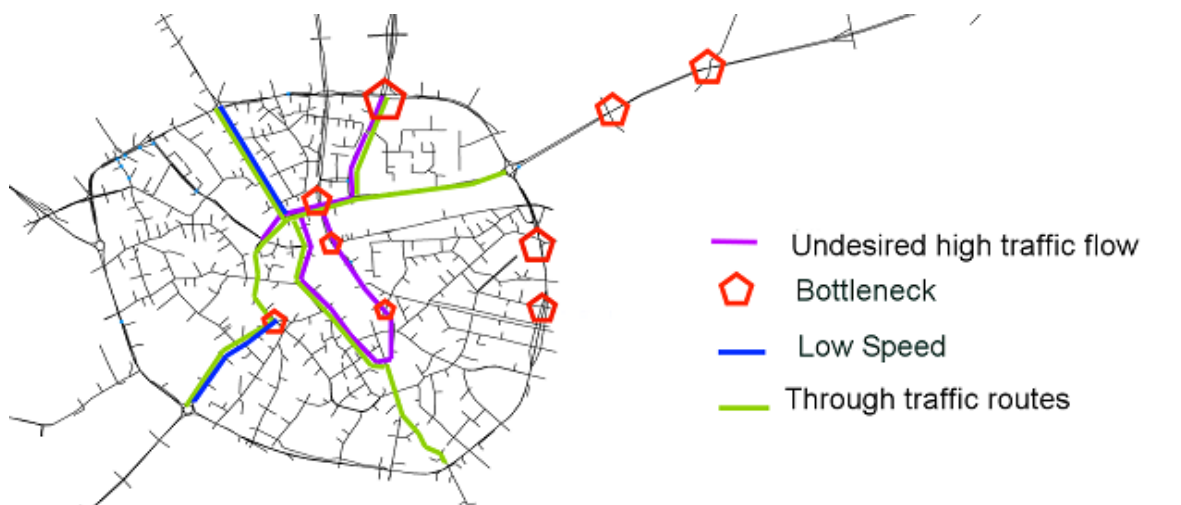 Undesired high traffic flow
Bottleneck
Low Speed
Through traffic routes